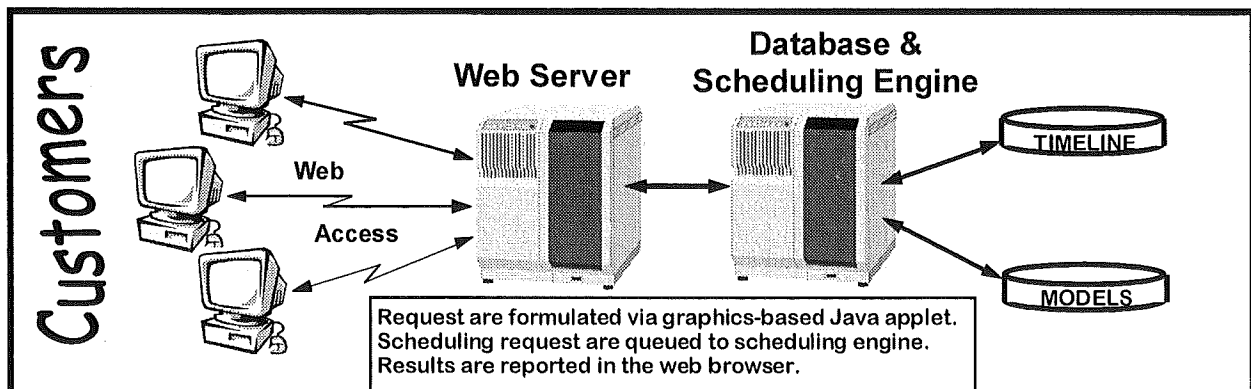 Customers
Web Server
Database &
Scheduling Engine
Web
Access
TIMELINE
MODELS
Request are formulated via graphics-based Java applet.
Scheduling request are queued to scheduling engine.
Results are reported in the web browser.